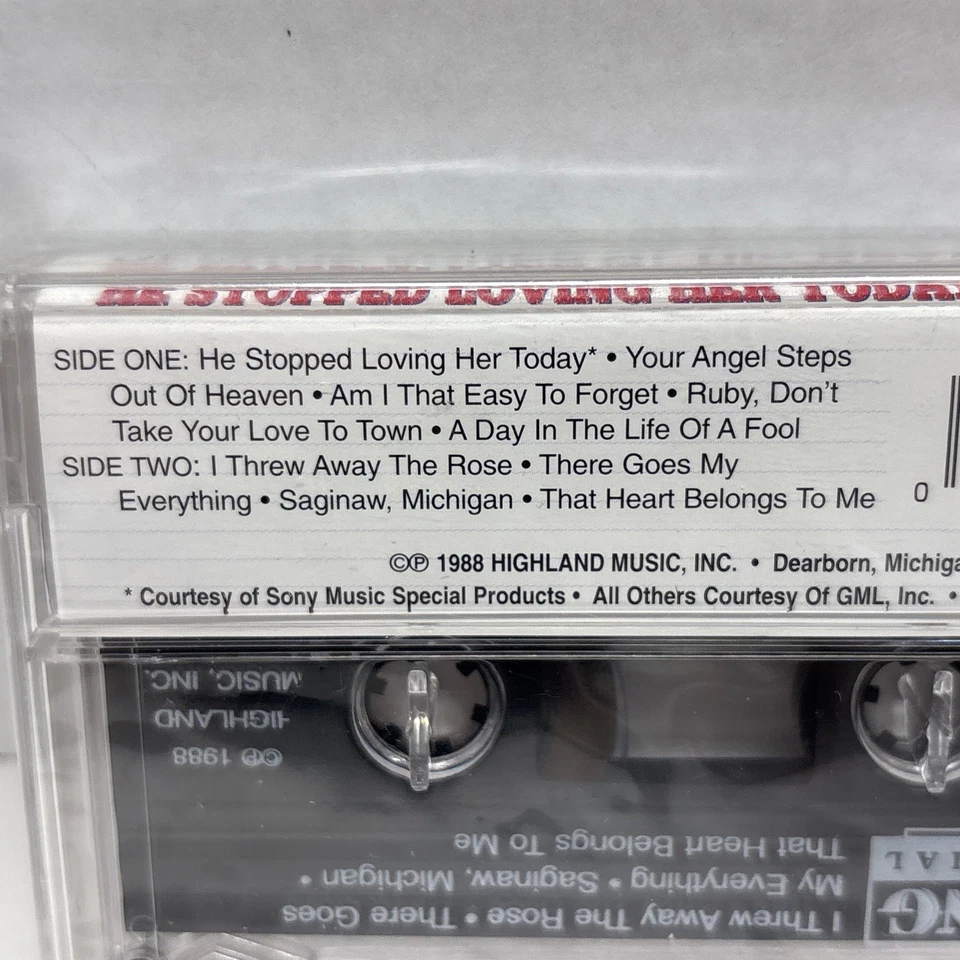 HE STOPPED LOVING HER TODAY
SIDE ONE: He Stopped Loving Her Today* • Your Angel Steps
Out Of Heaven • Am I That Easy To Forget • Ruby, Don't
Take Your Love To Town • A Day In The Life Of A Fool
SIDE TWO: I Threw Away The Rose • There Goes My
Everything • Saginaw, Michigan • That Heart Belongs To Me
0
©℗ 1988 HIGHLAND MUSIC, INC. • Dearborn, Michiga
* Courtesy of Sony Music Special Products • All Others Courtesy Of GML, Inc. •
I Threw Away The Rose • There Goes
My Everything • Saginaw, Michigan •
That Heart Belongs To Me
©℗ 1988
HIGHLAND
MUSIC, INC.